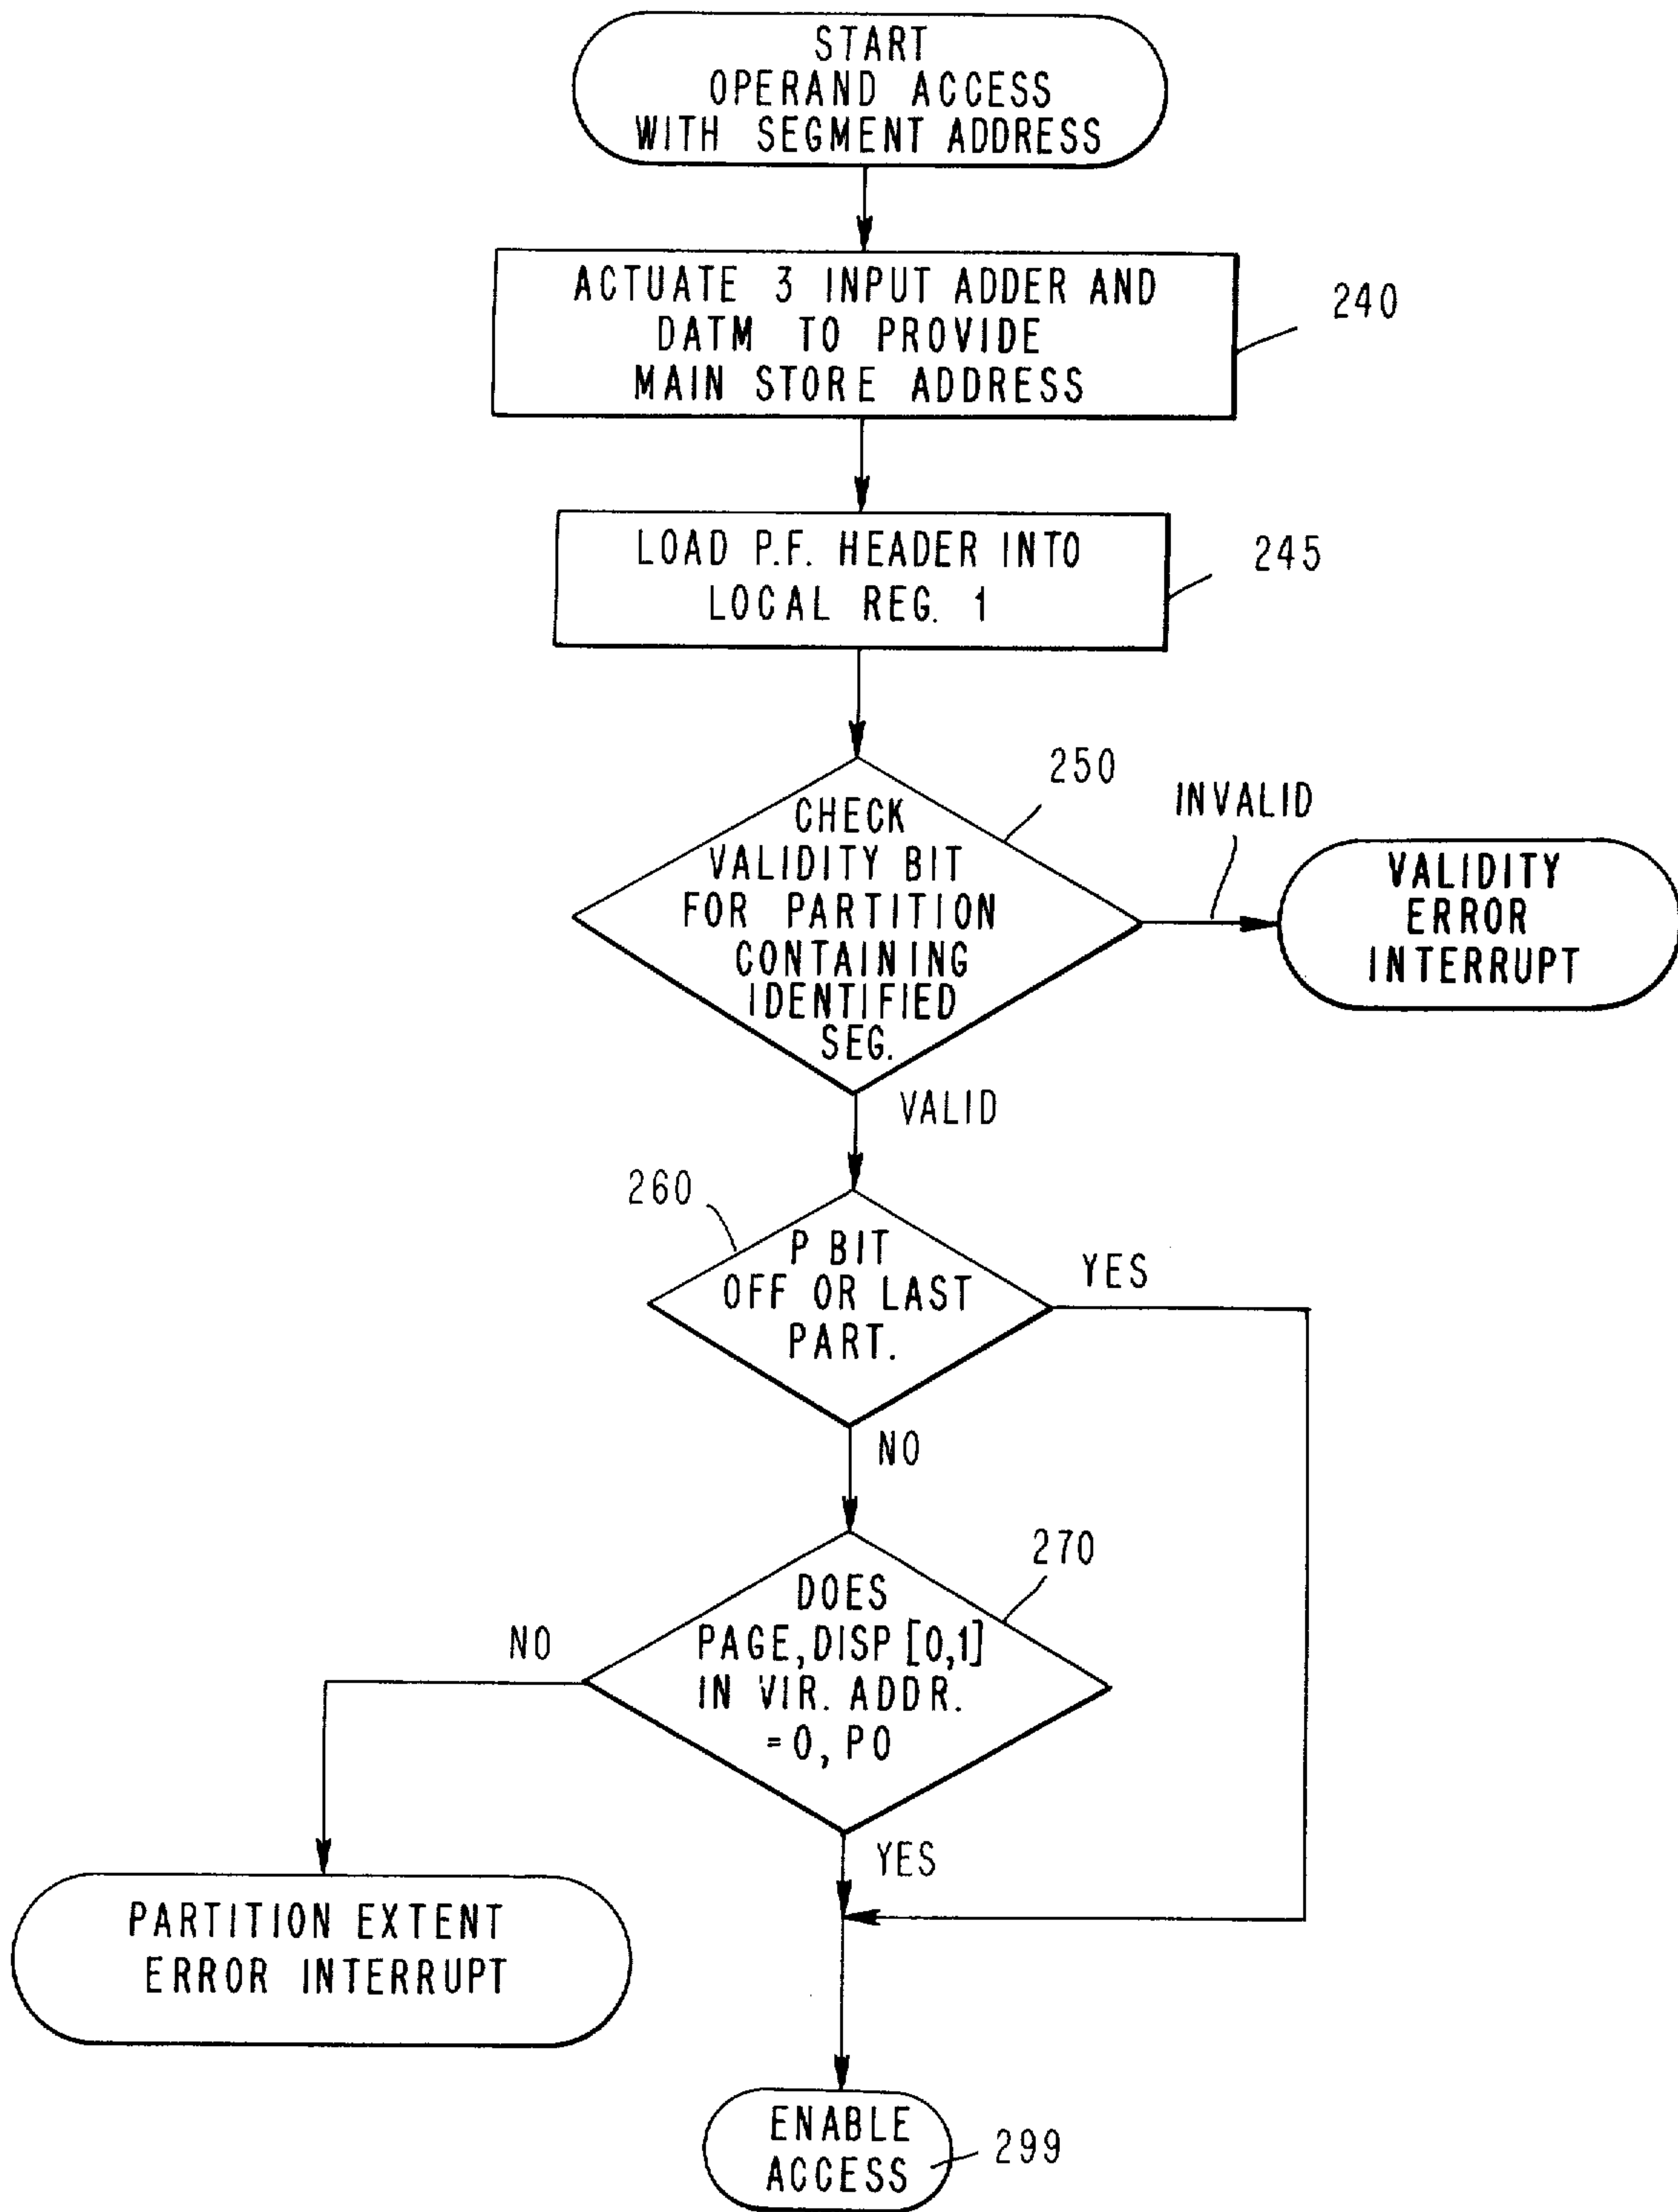 START
OPERAND ACCESS
WITH SEGMENT ADDRESS
ACTUATE 3 INPUT ADDER AND
DATM TO PROVIDE
MAIN STORE ADDRESS
240
LOAD P.F. HEADER INTO
LOCAL REG. 1
245
250
CHECK
VALIDITY BIT
FOR PARTITION
CONTAINING
IDENTIFIED
SEG.
INVALID
VALIDITY
ERROR
INTERRUPT
VALID
260
P BIT
OFF OR LAST
PART.
YES
NO
270
DOES
PAGE, DISP [0,1]
IN VIR. ADDR.
=0, P0
NO
YES
PARTITION EXTENT
ERROR INTERRUPT
ENABLE
ACCESS
299